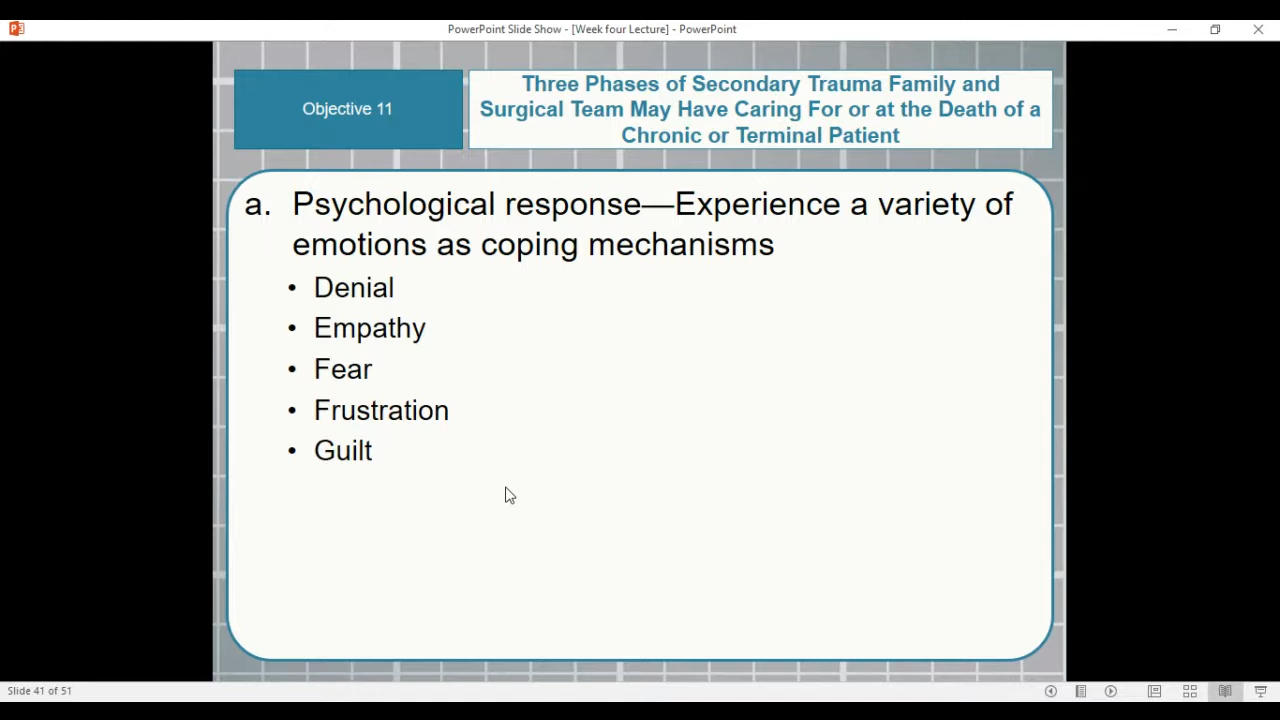 PowerPoint Slide Show - [Week four Lecture] - PowerPoint
Objective 11
Three Phases of Secondary Trauma Family and
Surgical Team May Have Caring For or at the Death of a
Chronic or Terminal Patient
a. Psychological response—Experience a variety of
emotions as coping mechanisms
• Denial
• Empathy
• Fear
• Frustration
• Guilt
Slide 41 of 51